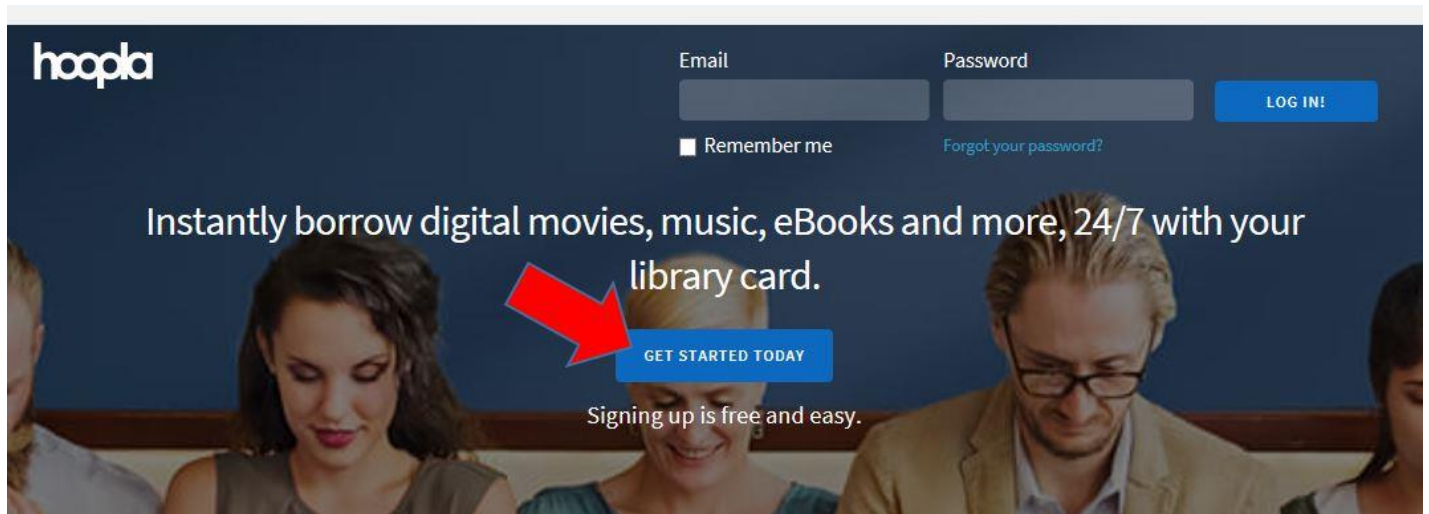 hoopla
Email
Password
LOG IN!
Remember me
Forgot your password?
Instantly borrow digital movies, music, eBooks and more, 24/7 with your
library card.
GET STARTED TODAY
Signing up is free and easy.